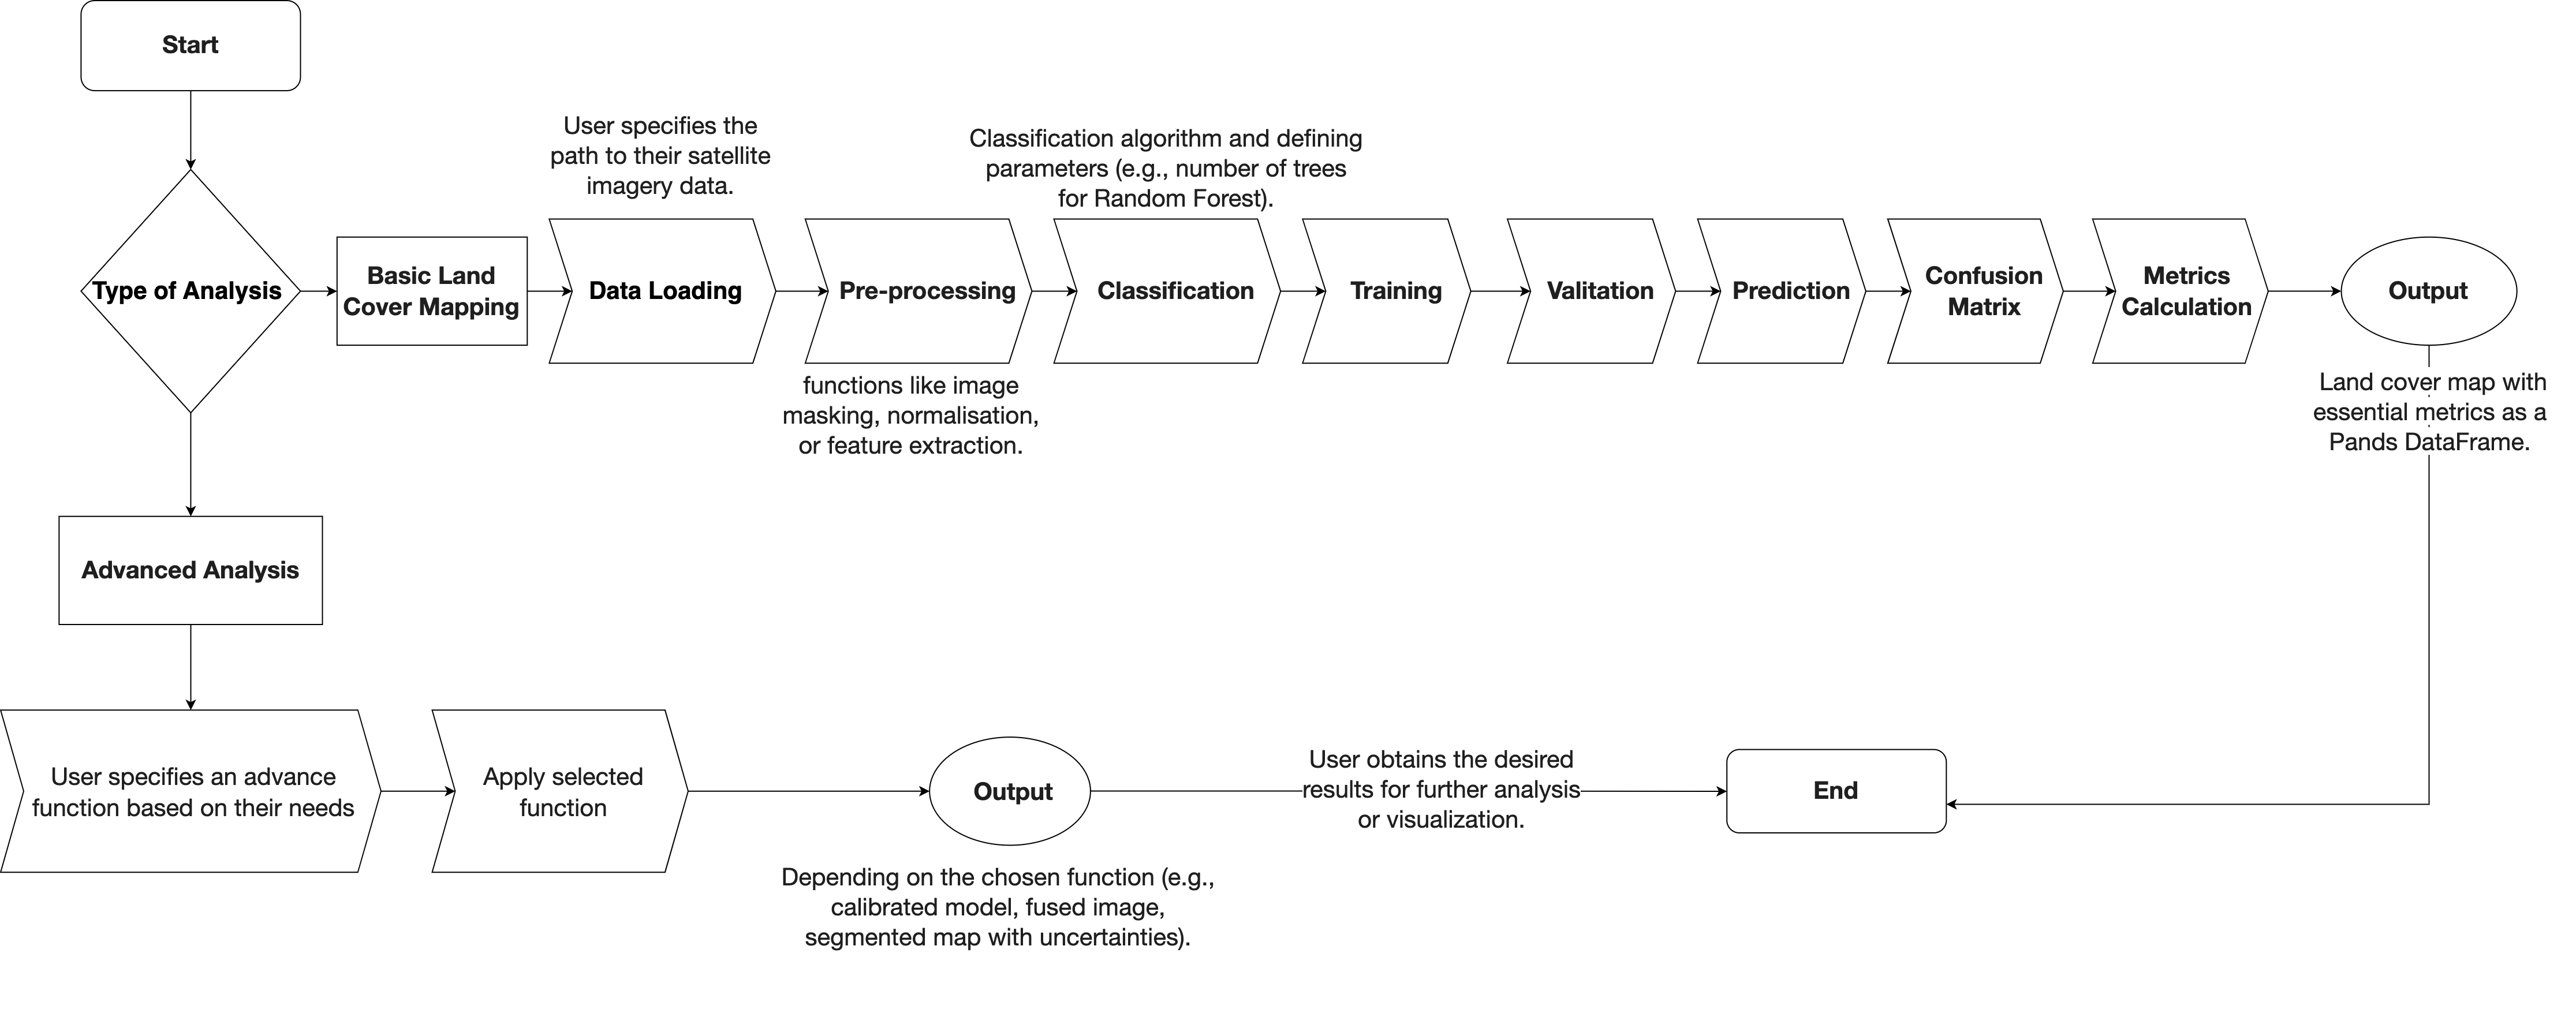 Start
User specifies the
path to their satellite
imagery data.
Classification algorithm and defining
parameters (e.g., number of trees
for Random Forest).
Type of Analysis
Basic Land
Cover Mapping
Data Loading
Pre-processing
Classification
Training
Valitation
Prediction
Confusion
Matrix
Metrics
Calculation
Output
functions like image
masking, normalisation,
or feature extraction.
Land cover map with
essential metrics as a
Pands DataFrame.
Advanced Analysis
User specifies an advance
function based on their needs
Apply selected
function
Output
User obtains the desired
results for further analysis
or visualization.
End
Depending on the chosen function (e.g.,
calibrated model, fused image,
segmented map with uncertainties).